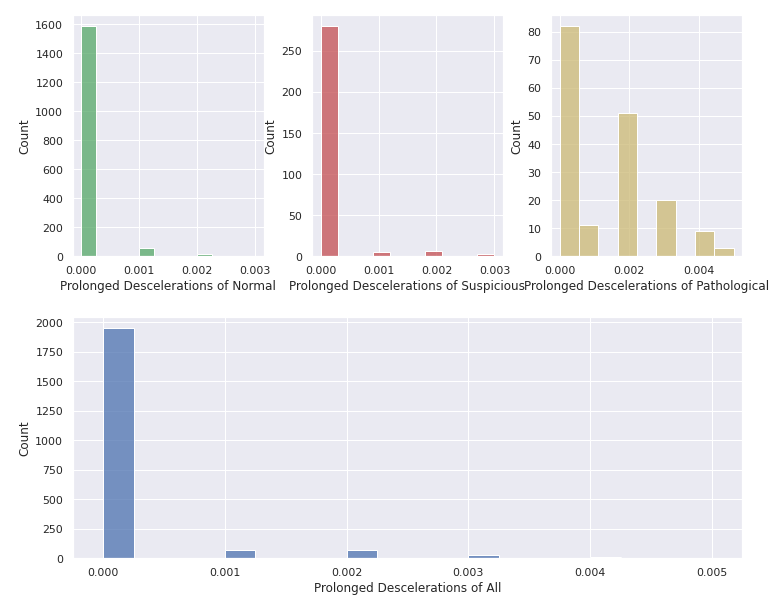 1600
1400
1200
1000
800
600
400
200
0
Count
0.000 0.001 0.002 0.003
Prolonged Descelerations of Normal
250
200
150
100
50
0
Count
0.000 0.001 0.002 0.003
Prolonged Descelerations of Suspicious
80
70
60
50
40
30
20
10
0
Count
0.000 0.002 0.004
Prolonged Descelerations of Pathological
2000
1750
1500
1250
1000
750
500
250
0
Count
0.000 0.001 0.002 0.003 0.004 0.005
Prolonged Descelerations of All